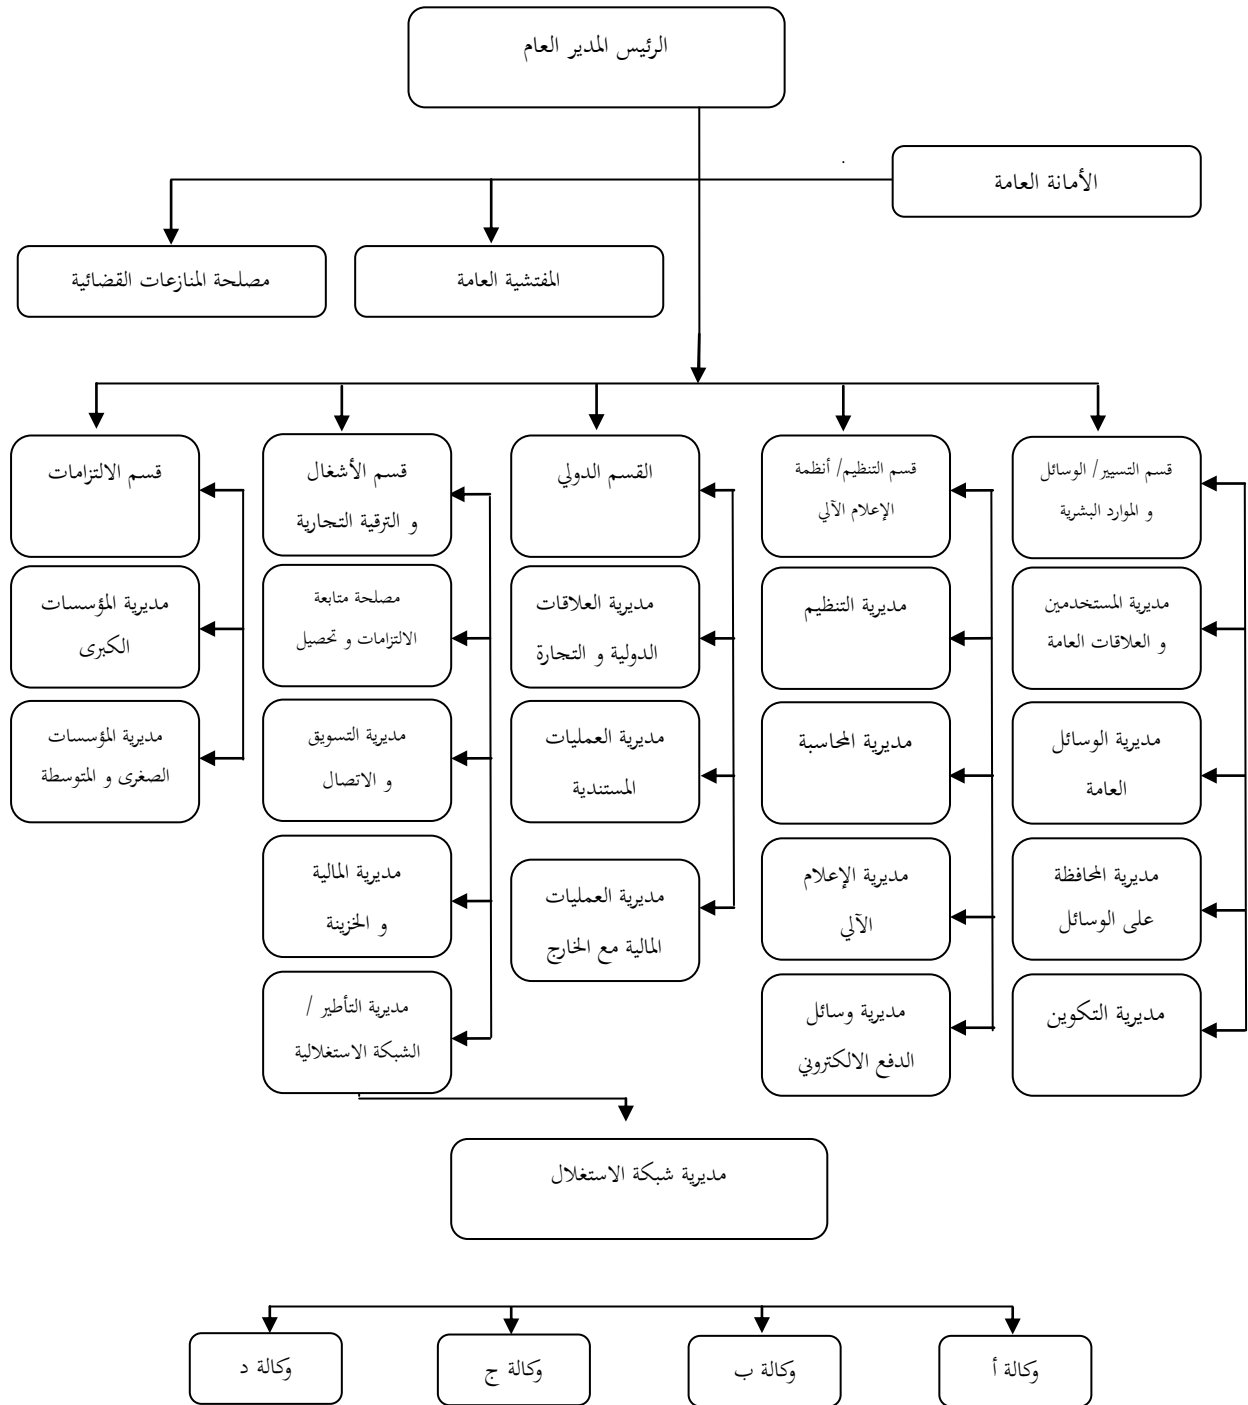 الرئيس المدير العام
الأمانة العامة
المفتشية العامة
مصلحة المنازعات القضائية
قسم التسيير/ الوسائل
و الموارد البشرية
مديرية المستخدمين
و العلاقات العامة
مديرية الوسائل
العامة
مديرية المحافظة
على الوسائل
مديرية التكوين
قسم التنظيم/ أنظمة
الإعلام الآلي
مديرية التنظيم
مديرية المحاسبة
مديرية الإعلام
الآلي
مديرية وسائل
الدفع الالكتروني
القسم الدولي
مديرية العلاقات
الدولية و التجارة
مديرية العمليات
المستندية
مديرية العمليات
المالية مع الخارج
قسم الأشغال
و الترقية التجارية
مصلحة متابعة
الالتزامات و تحصيل
مديرية التسويق
و الاتصال
مديرية المالية
و الخزينة
مديرية التأطير /
الشبكة الاستغلالية
قسم الالتزامات
مديرية المؤسسات
الكبرى
مديرية المؤسسات
الصغرى و المتوسطة
مديرية شبكة الاستغلال
وكالة أ
وكالة ب
وكالة ج
وكالة د